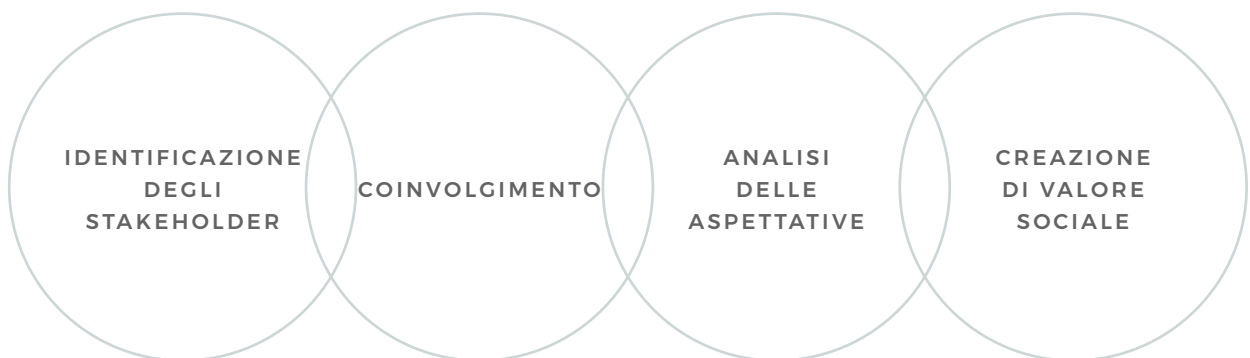 IDENTIFICAZIONE
DEGLI
STAKEHOLDER
COINVOLGIMENTO
ANALISI
DELLE
ASPETTATIVE
CREAZIONE
DI VALORE
SOCIALE